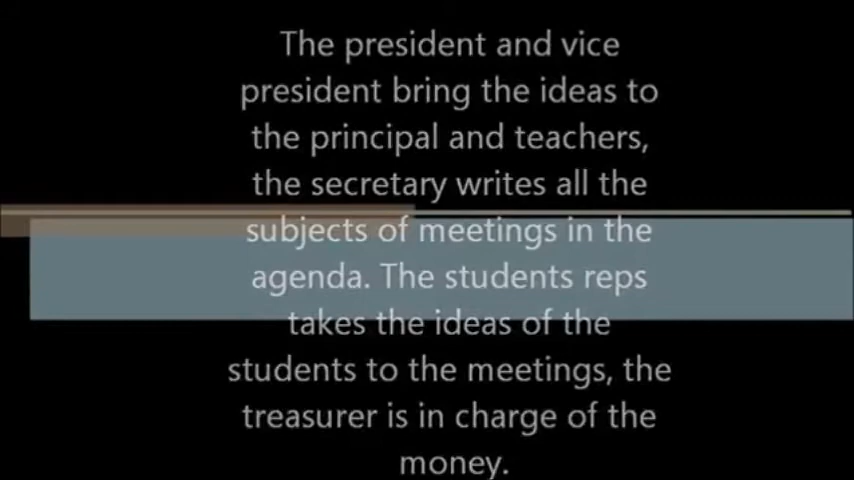 The president and vice
president bring the ideas to
the principal and teachers,
the secretary writes all the
subjects of meetings in the
agenda. The students reps
takes the ideas of the
students to the meetings, the
treasurer is in charge of the
money.